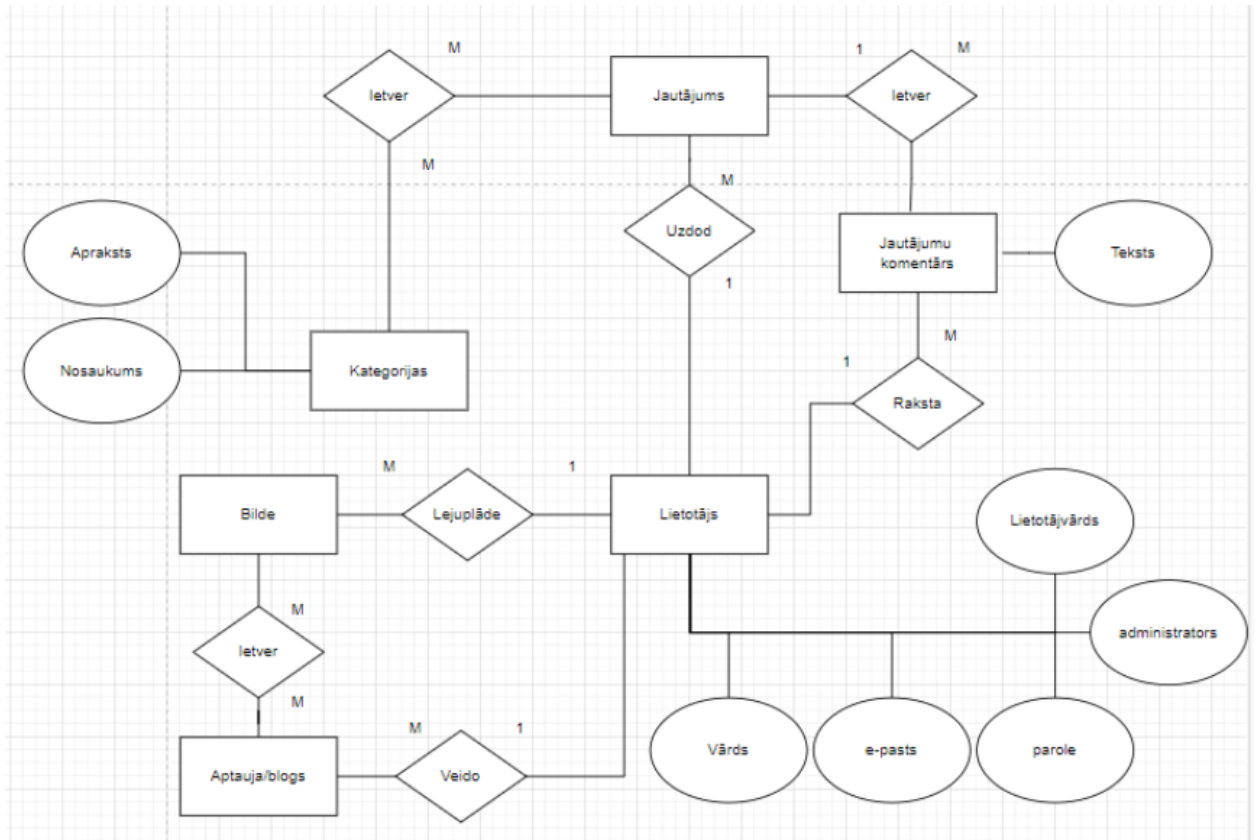 M
1
M
Ietver
Jautājums
Ietver
M
M
Uzdod
Apraksts
Jautājumu
komentārs
Teksts
1
M
1
Nosaukums
Kategorijas
Raksta
M
1
Bilde
Lejuplāde
Lietotājs
Lietotājvārds
M
administrators
Ietver
M
M
1
Vārds
e-pasts
parole
Aptauja/blogs
Veido